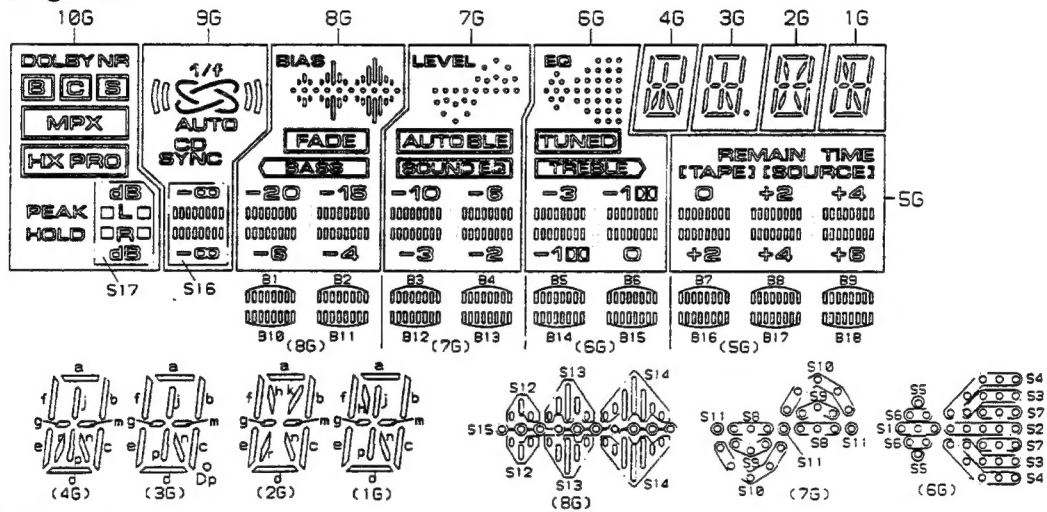 10G 9G 8G 7G 6G 4G 3G 2G 1G
DOLBY NR BIAS LEVEL EQ
B C S
MPX AUTO
CD
SYNC
FADE AUTO BLE TUNED
HX PRO BASS SOUND EQ TREBLE
REMAIN TIME
[TAPE] [SOURCE]
dB -∞ -20 -15 -10 -6 -3 -1 0 +2 +4
5G
PEAK L
HOLD R
dB -∞ -6 -4 -3 -2 -1 0 +2 +4 +6
S17 S16
B1 B2 B3 B4 B5 B6 B7 B8 B9
B10 B11 B12 B13 B14 B15 B16 B17 B18
(8G) (7G) (6G) (5G)
a a a a
f j b f j b f h k b f h j b
g m g m g m g m
e n r c e n r c e r n c e c
p p
d d d d
Dp
(4G) (3G) (2G) (1G)
S12 S13 S14
S15
S12 S13 S14
(8G)
S10
S9
S11 S8
S8 S11
S9 S11
S10
(7G)
S4
S5 S3
S6 S7
S1 S2
S6 S7
S5 S3
S4
(6G)